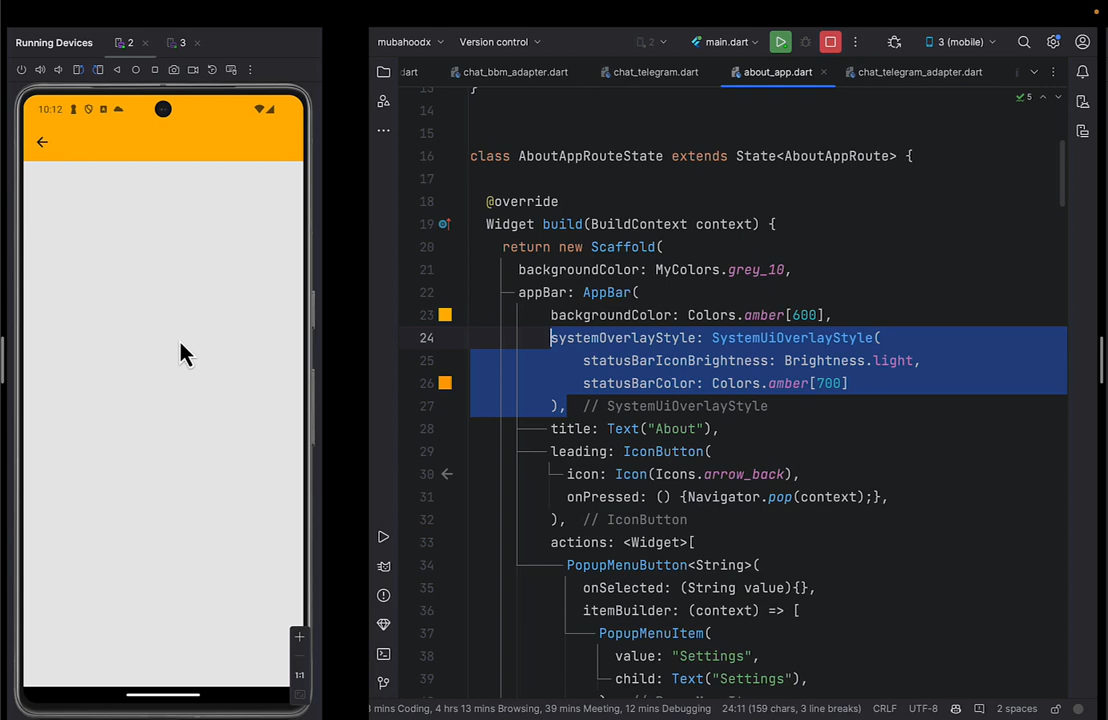 Running Devices
2
3
10:12
1:1
mubahoodx
Version control
2
main.dart
3 (mobile)
dart
chat_bbm_adapter.dart
chat_telegram.dart
about_app.dart
chat_telegram_adapter.dart
5
13 }
14
15
16 class AboutAppRouteState extends State<AboutAppRoute> {
17
18 @override
19 Widget build(BuildContext context) {
20 return new Scaffold(
21 backgroundColor: MyColors.grey_10,
22 appBar: AppBar(
23 backgroundColor: Colors.amber[600],
24 systemOverlayStyle: SystemUiOverlayStyle(
25 statusBarIconBrightness: Brightness.light,
26 statusBarColor: Colors.amber[700]
27 ), // SystemUiOverlayStyle
28 title: Text("About"),
29 leading: IconButton(
30 icon: Icon(Icons.arrow_back),
31 onPressed: () {Navigator.pop(context);},
32 ), // IconButton
33 actions: <Widget>[
34 PopupMenuButton<String>(
35 onSelected: (String value){},
36 itemBuilder: (context) => [
37 PopupMenuItem(
38 value: "Settings",
39 child: Text("Settings"),
mins Coding, 4 hrs 13 mins Browsing, 39 mins Meeting, 12 mins Debugging
24:11 (159 chars, 3 line breaks)
CRLF
UTF-8
2 spaces